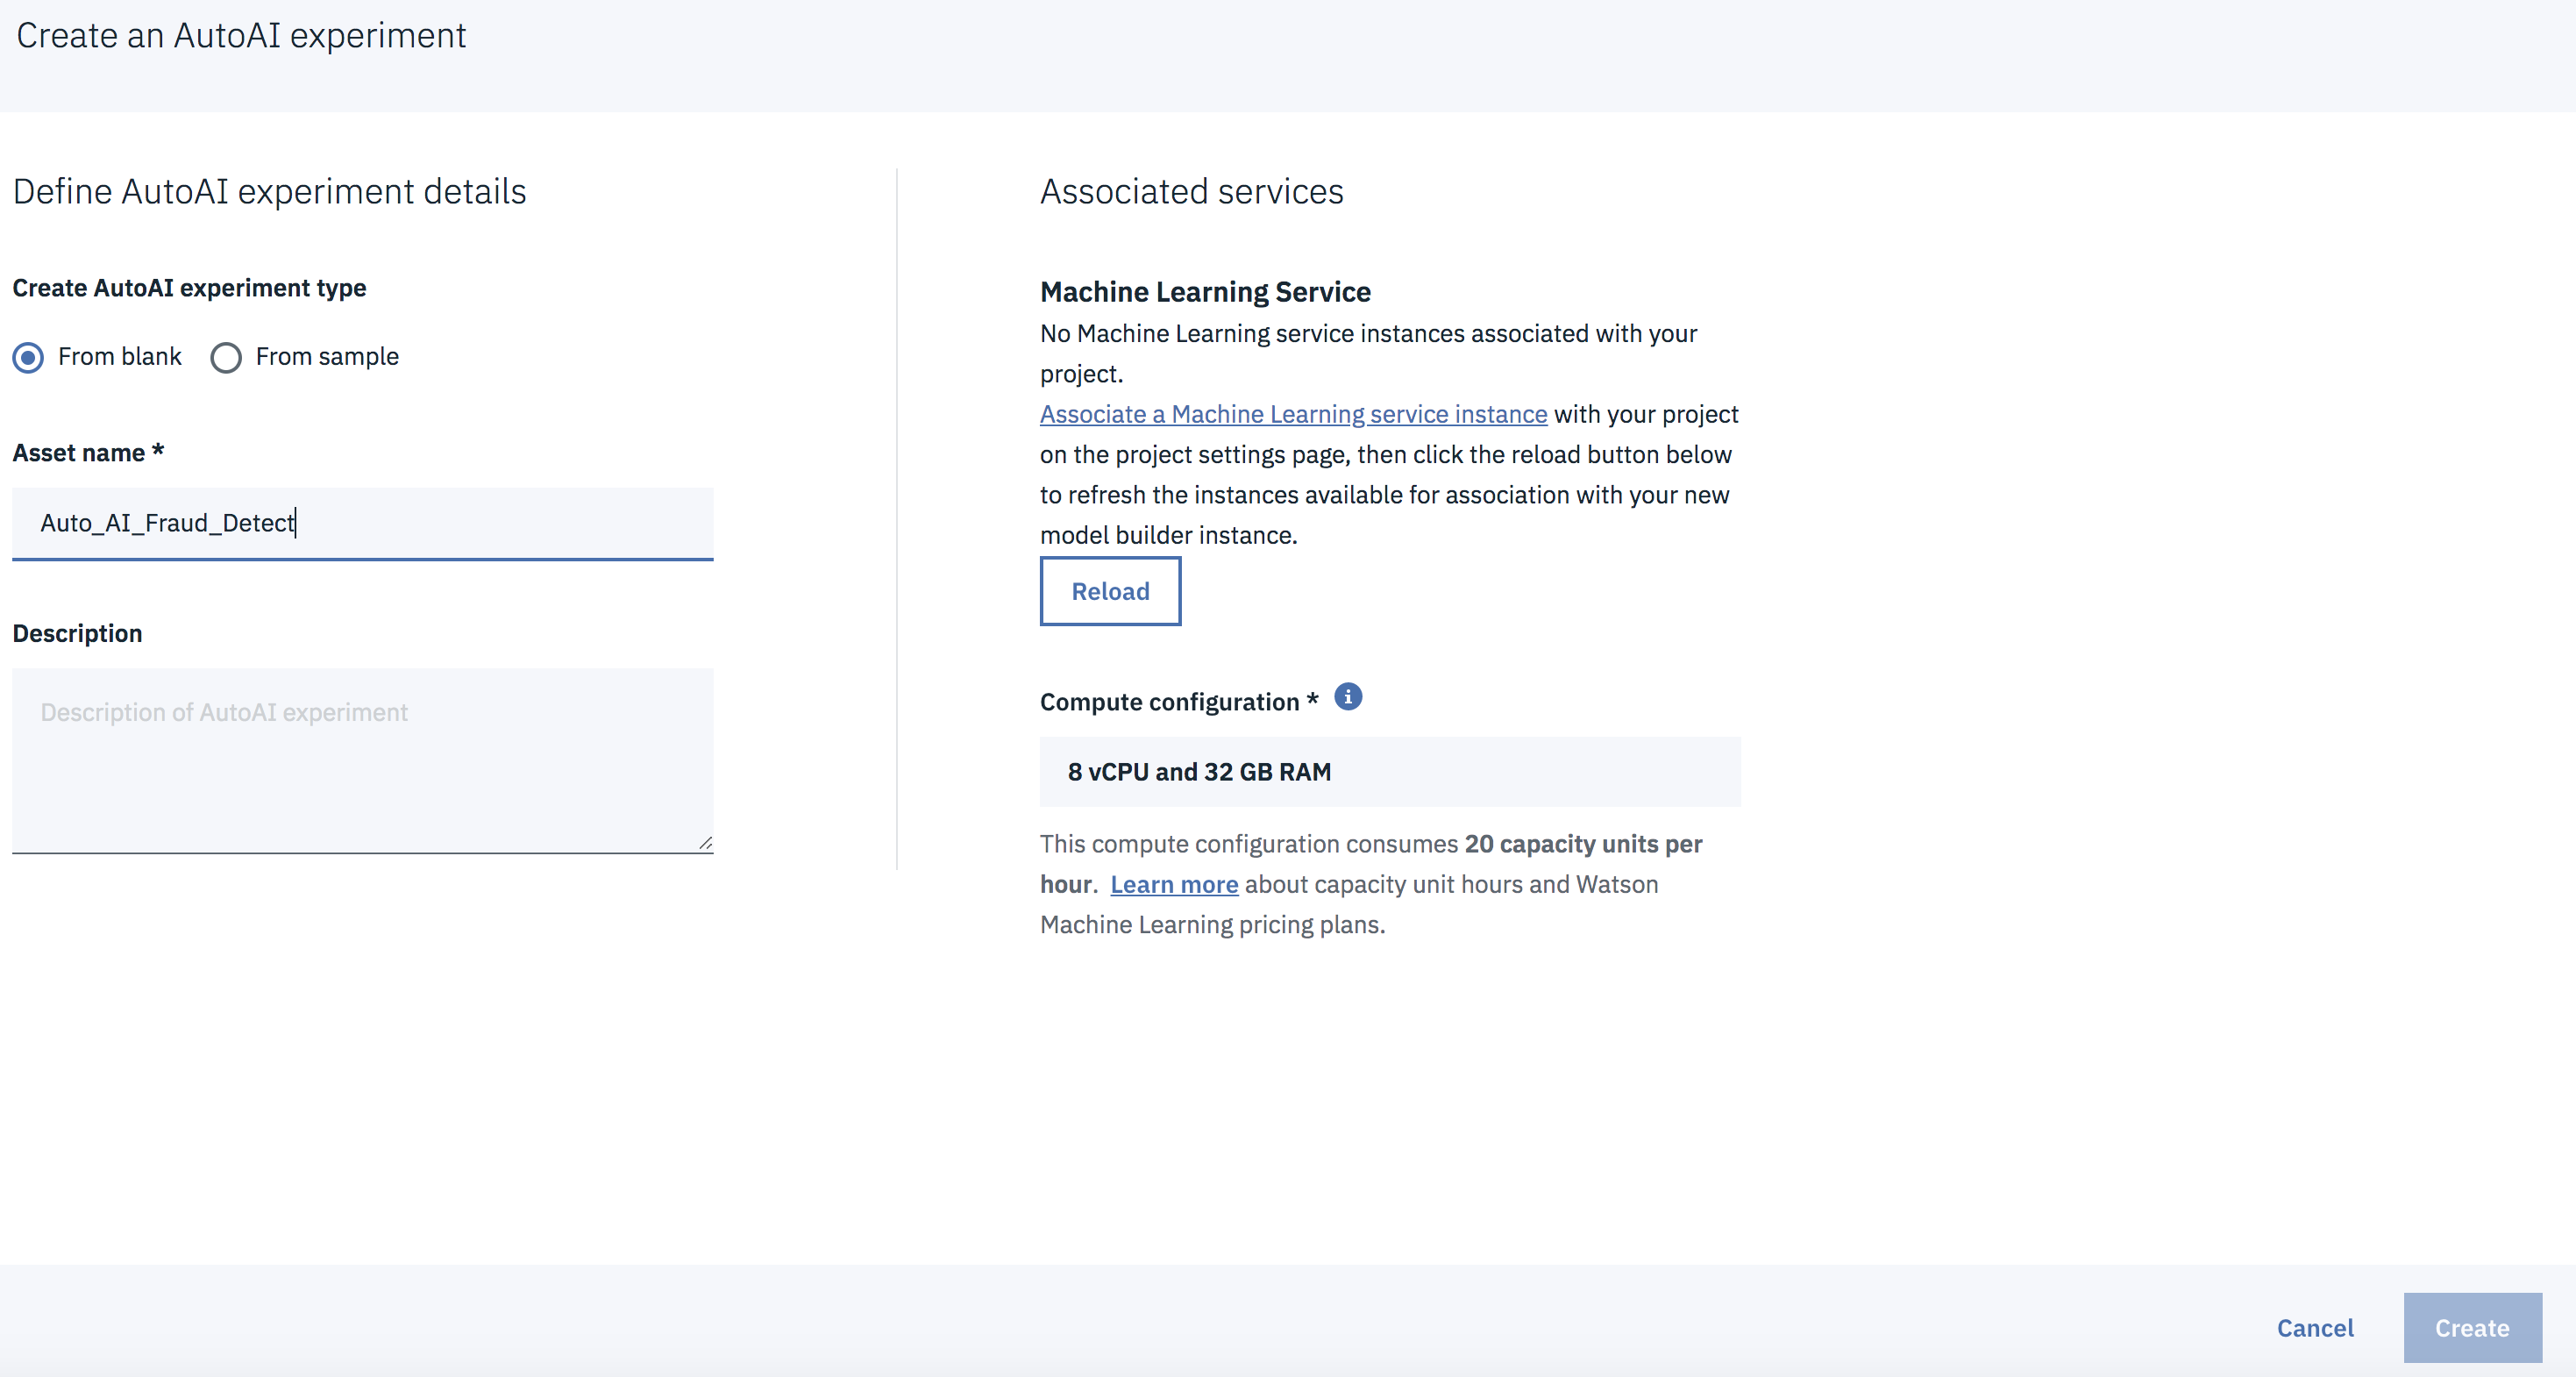 Create an AutoAI experiment
Define AutoAI experiment details
Create AutoAI experiment type
From blank
From sample
Asset name *
Auto_AI_Fraud_Detect
Description
Description of AutoAI experiment
Associated services
Machine Learning Service
No Machine Learning service instances associated with your
project.
Associate a Machine Learning service instance with your project
on the project settings page, then click the reload button below
to refresh the instances available for association with your new
model builder instance.
Reload
Compute configuration *
8 vCPU and 32 GB RAM
This compute configuration consumes 20 capacity units per
hour. Learn more about capacity unit hours and Watson
Machine Learning pricing plans.
Cancel
Create